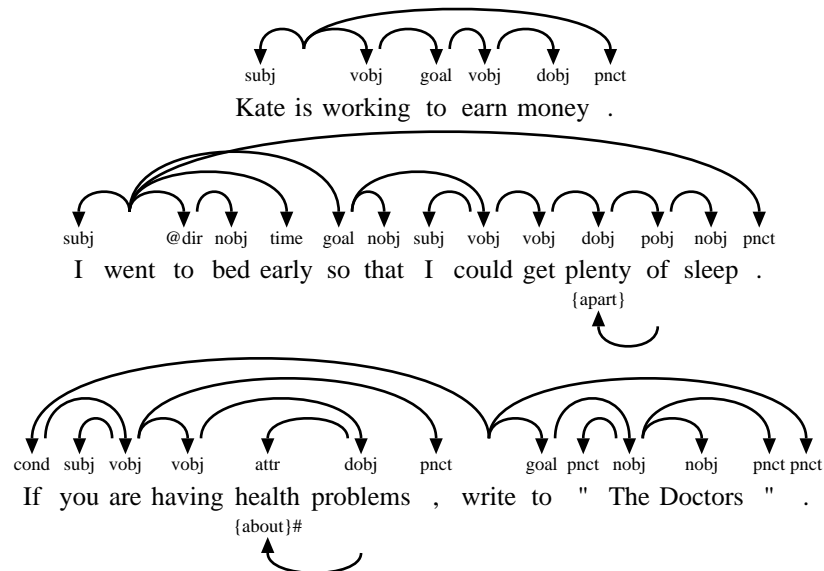 subj vobj goal vobj dobj pnct
Kate is working to earn money .
subj @dir nobj time goal nobj subj vobj vobj dobj pobj nobj pnct
I went to bed early so that I could get plenty of sleep .
{apart}
cond subj vobj vobj attr dobj pnct goal pnct nobj nobj pnct pnct
If you are having health problems , write to " The Doctors " .
{about}#